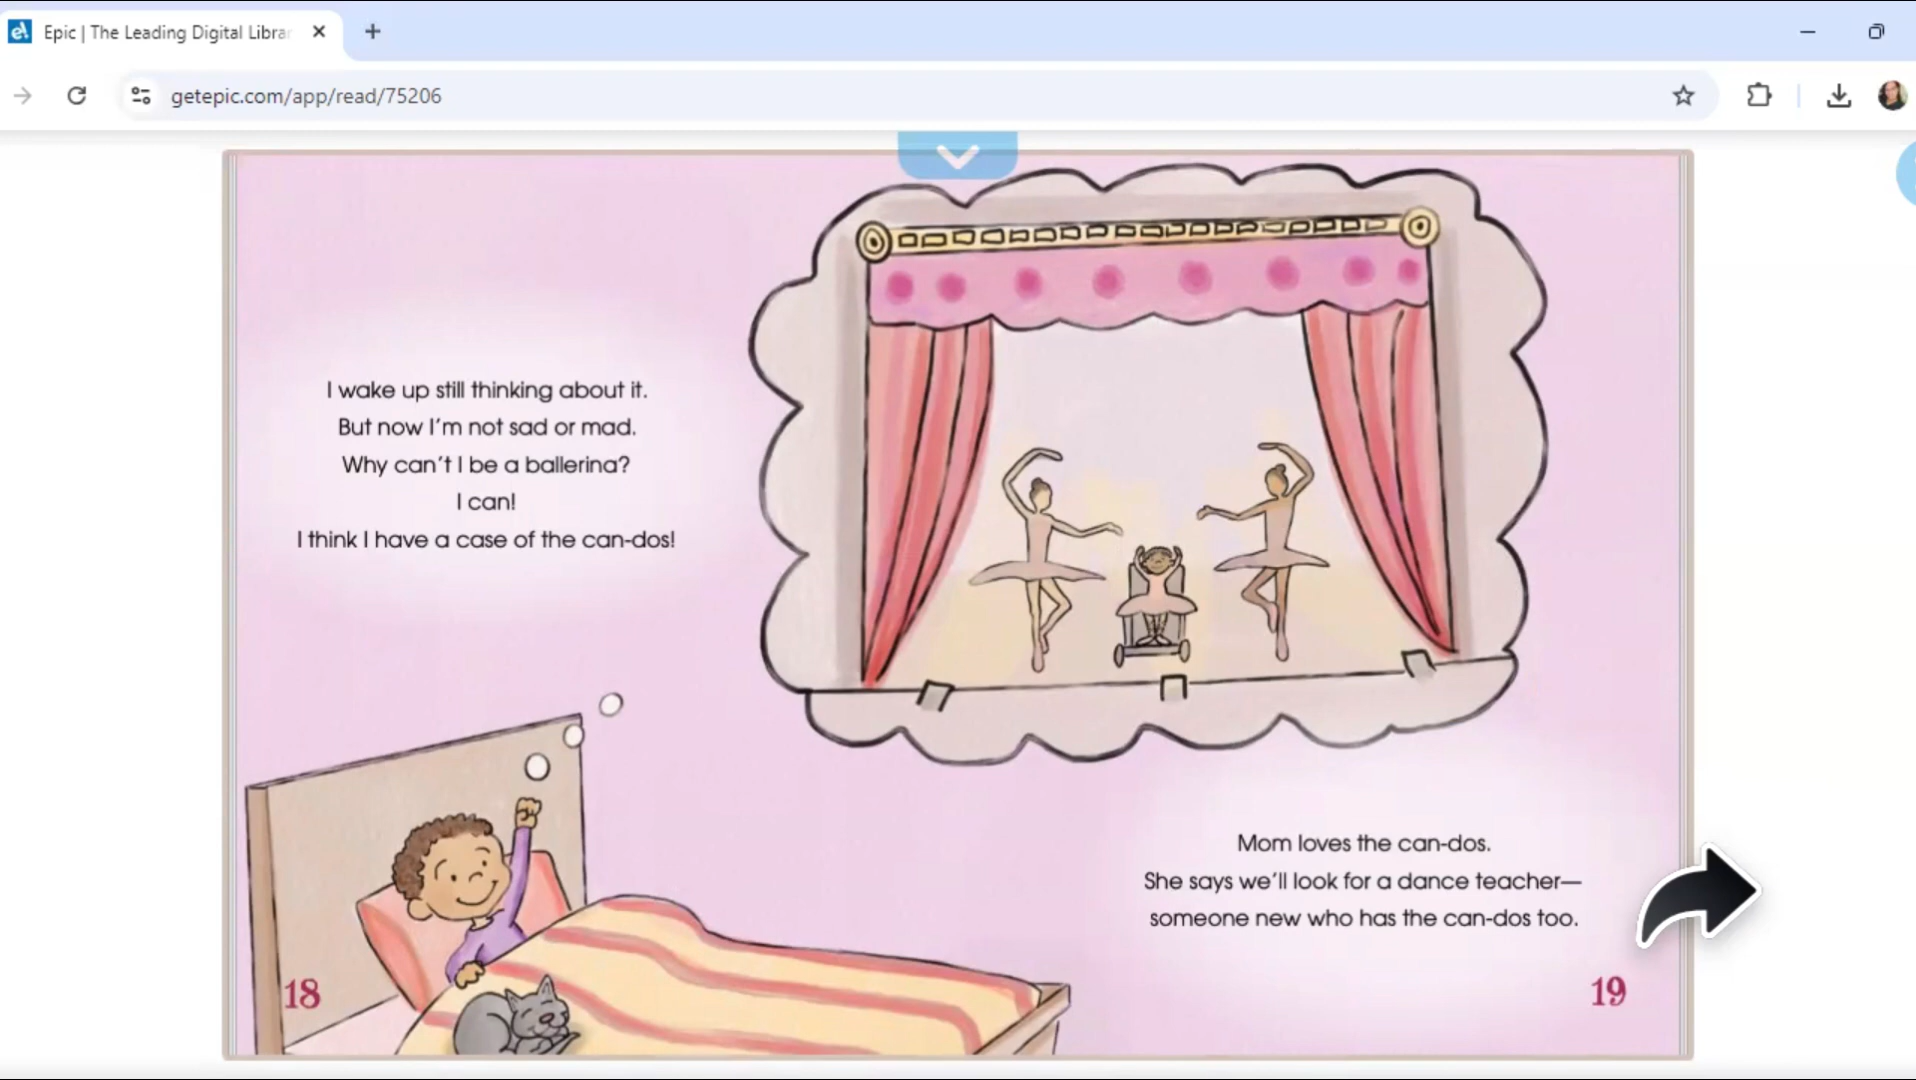 Epic | The Leading Digital Librar
getepic.com/app/read/75206
I wake up still thinking about it.
But now I'm not sad or mad.
Why can't I be a ballerina?
I can!
I think I have a case of the can-dos!
Mom loves the can-dos.
She says we'll look for a dance teacher—
someone new who has the can-dos too.
18
19